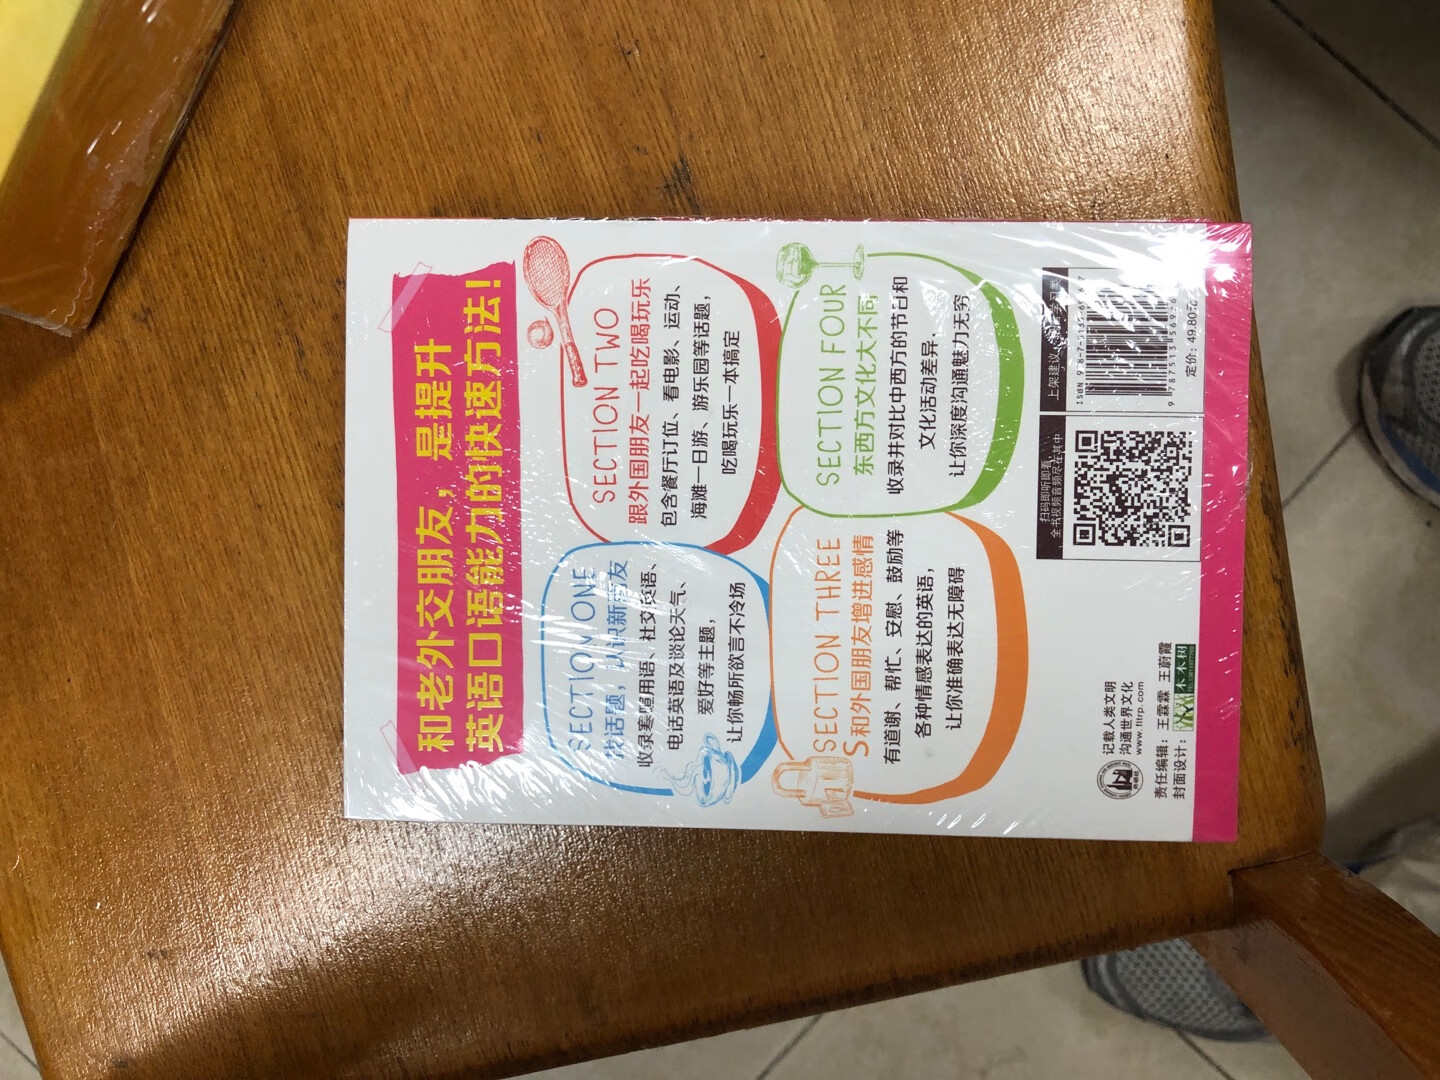 和老外交朋友，是提升
英语口语能力的快速方法！
SECTION ONE
找话题，认识新朋友
收录寒暄用语、社交英语、
电话英语及谈论天气、
爱好等主题，
让你畅所欲言不冷场
SECTION TWO
跟外国朋友一起吃喝玩乐
包含餐厅订位、看电影、运动、
海滩一日游、游乐园等话题，
吃喝玩乐一本搞定
SECTION THREE
S和外国朋友增进感情
有道谢、帮忙、安慰、鼓励等
各种情感表达的英语，
让你准确表达无障碍
SECTION FOUR
东西方文化大不同
收录并对比中西方的节日和
文化活动差异，
让你深度沟通魅力无穷
记载人类文明
沟通世界文化
www.fltrp.com
责任编辑：王霖霖 王蔚霞
封面设计：
木木树
扫码即听即看
全书视频音频尽在其中
上架建议
ISBN
定价：49.80元